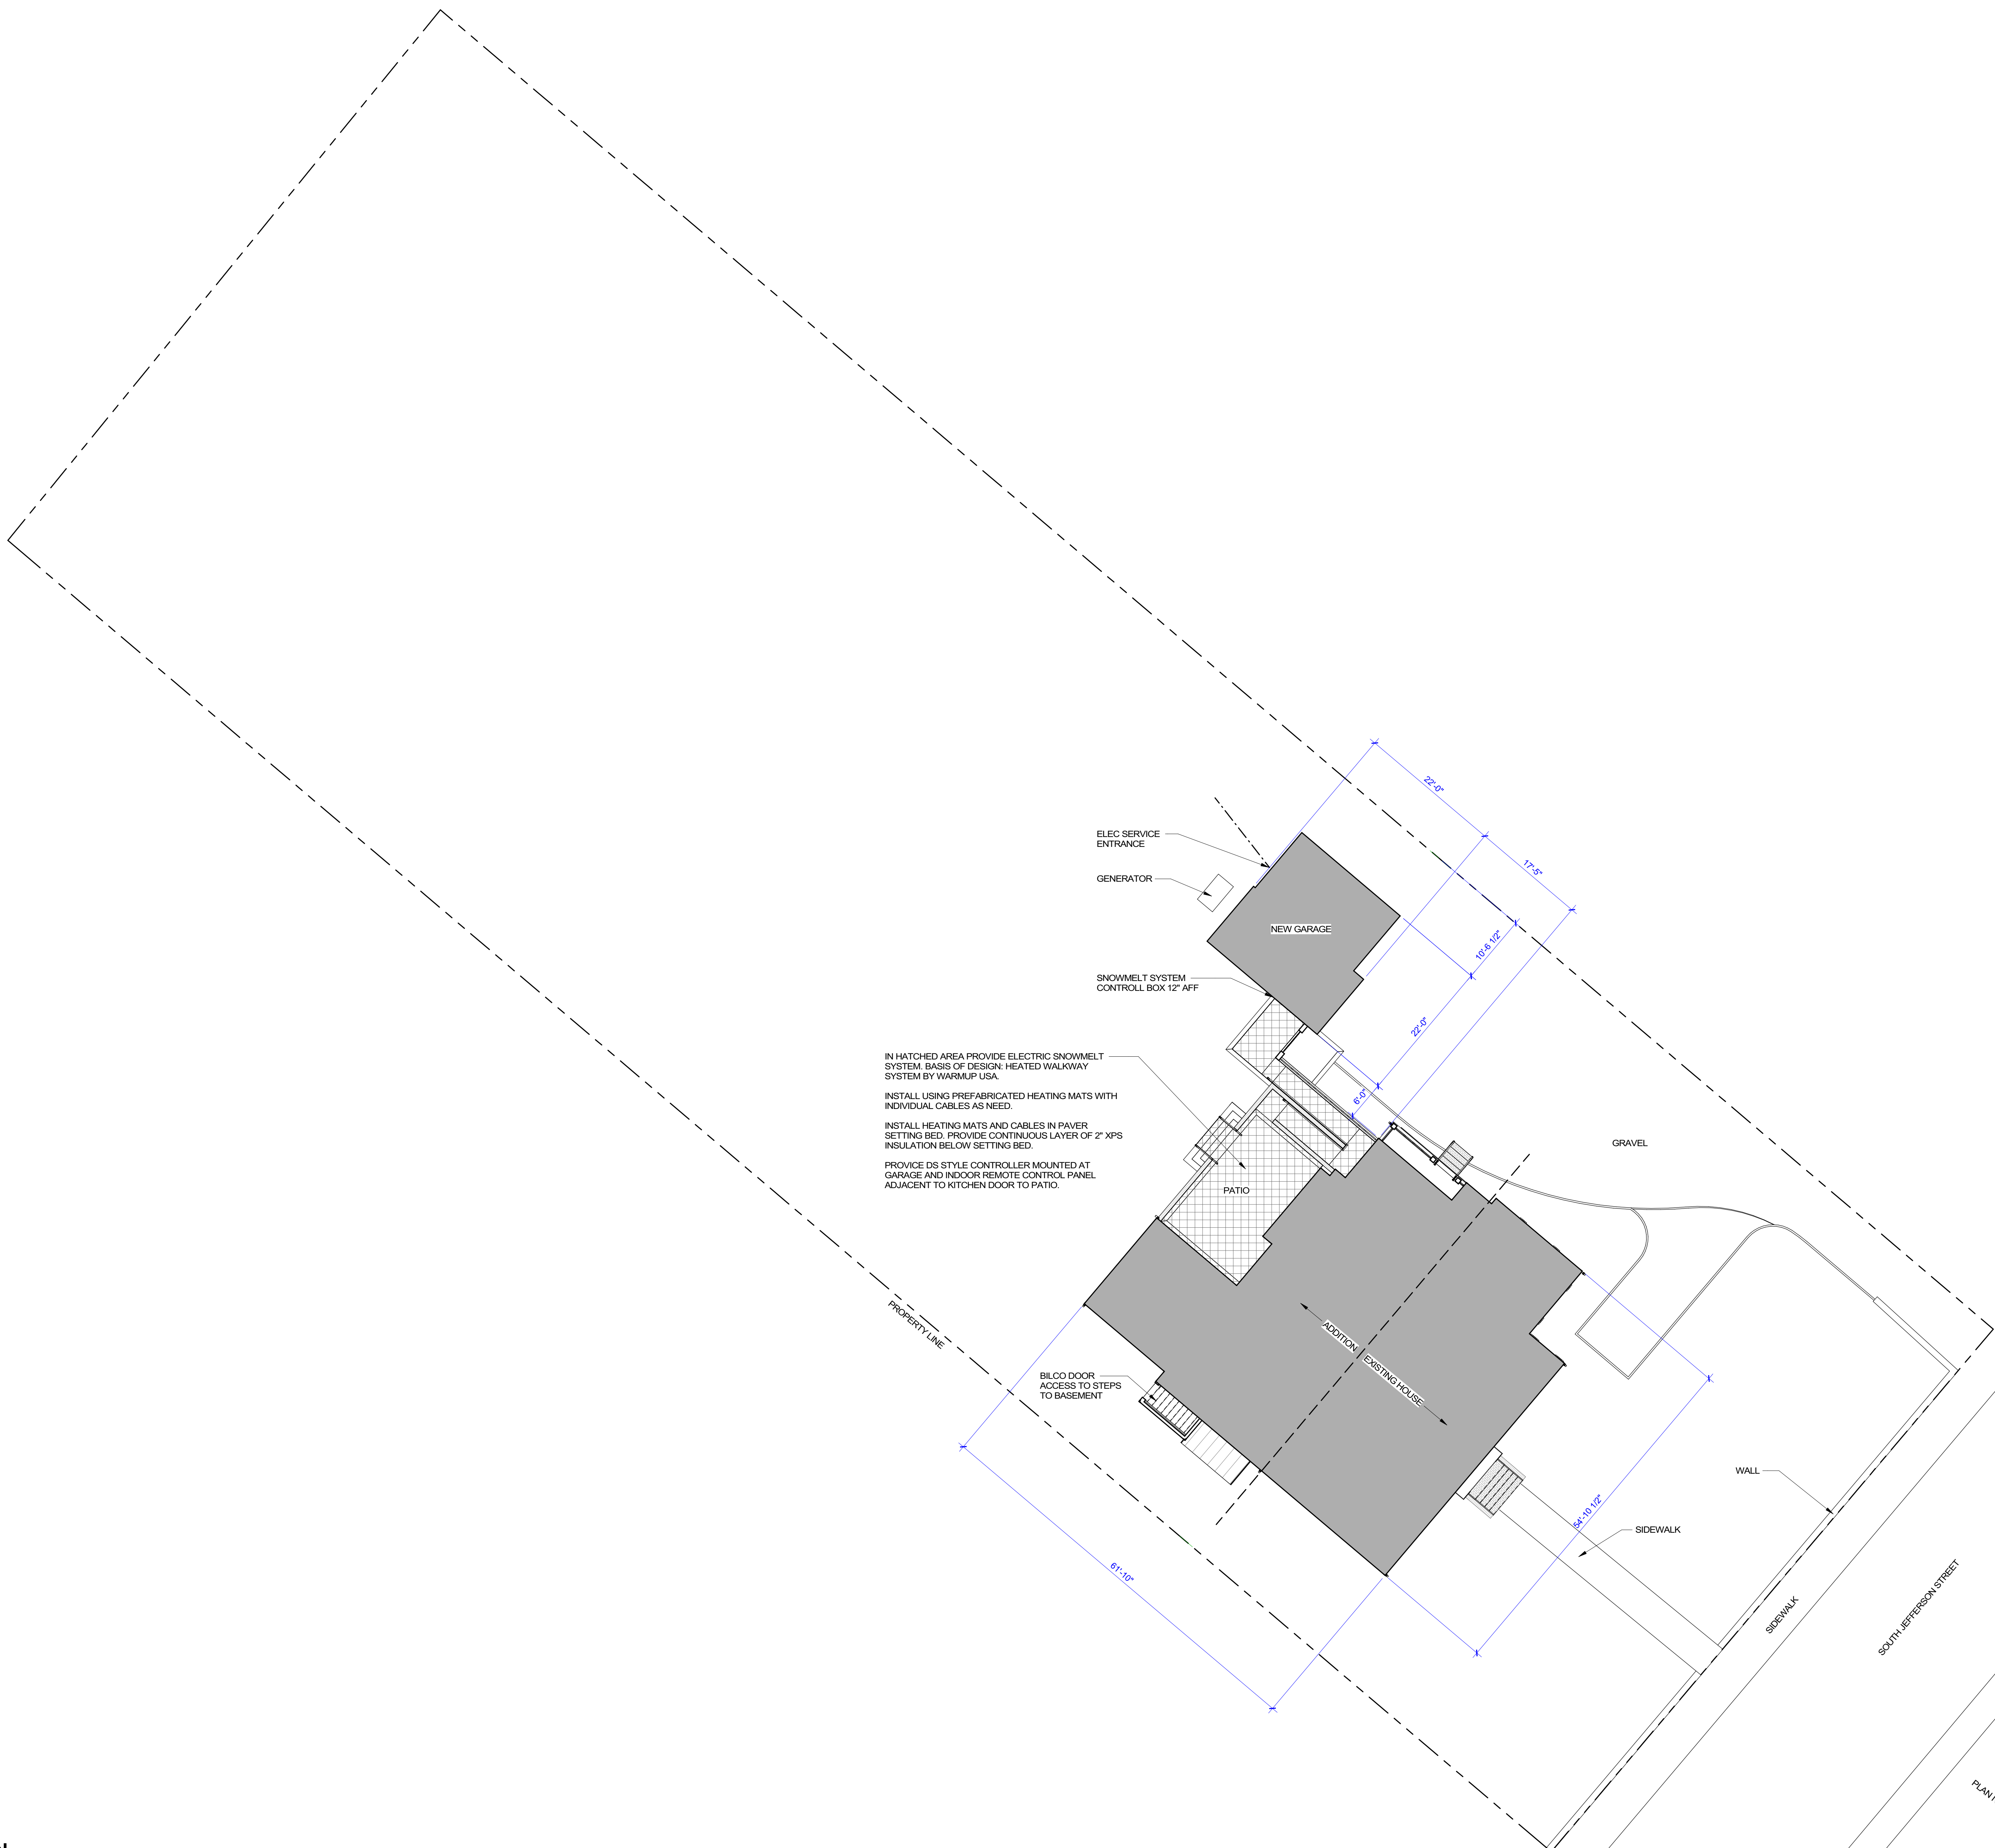 22'-0"
17'-5"
ELEC SERVICE
ENTRANCE
GENERATOR
NEW GARAGE
10'-6 1/2"
SNOWMELT SYSTEM
CONTROLL BOX 12" AFF
22'-0"
IN HATCHED AREA PROVIDE ELECTRIC SNOWMELT
SYSTEM. BASIS OF DESIGN: HEATED WALKWAY
SYSTEM BY WARMUP USA.
INSTALL USING PREFABRICATED HEATING MATS WITH
INDIVIDUAL CABLES AS NEED.
INSTALL HEATING MATS AND CABLES IN PAVER
SETTING BED. PROVIDE CONTINUOUS LAYER OF 2" XPS
INSULATION BELOW SETTING BED.
PROVICE DS STYLE CONTROLLER MOUNTED AT
GARAGE AND INDOOR REMOTE CONTROL PANEL
ADJACENT TO KITCHEN DOOR TO PATIO.
6'-0"
GRAVEL
PATIO
PROPERTY LINE
ADDITION
EXISTING HOUSE
BILCO DOOR
ACCESS TO STEPS
TO BASEMENT
WALL
54'-10 1/2"
SIDEWALK
61'-10"
SIDEWALK
SOUTH JEFFERSON STREET
PLAN